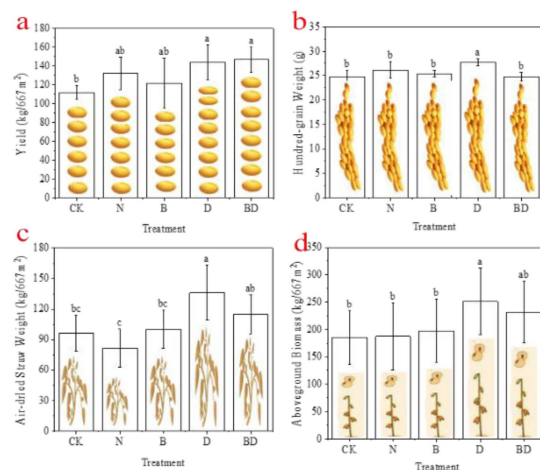 a
Yield (kg/667 m²)
180
160
140
120
100
80
60
40
20
0
b
ab
ab
a
a
CK
N
B
D
BD
Treatment
b
Hundred-grain Weight (g)
40
35
30
25
20
15
10
5
0
b
b
b
a
b
CK
N
B
D
BD
Treatment
c
Air-dried Straw Weight (kg/667m²)
180
150
120
90
60
30
0
bc
c
bc
a
ab
CK
N
B
D
BD
Treatment
d
Aboveground Biomass (kg/667m²)
350
300
250
200
150
100
50
0
b
b
b
a
ab
CK
N
B
D
BD
Treatment